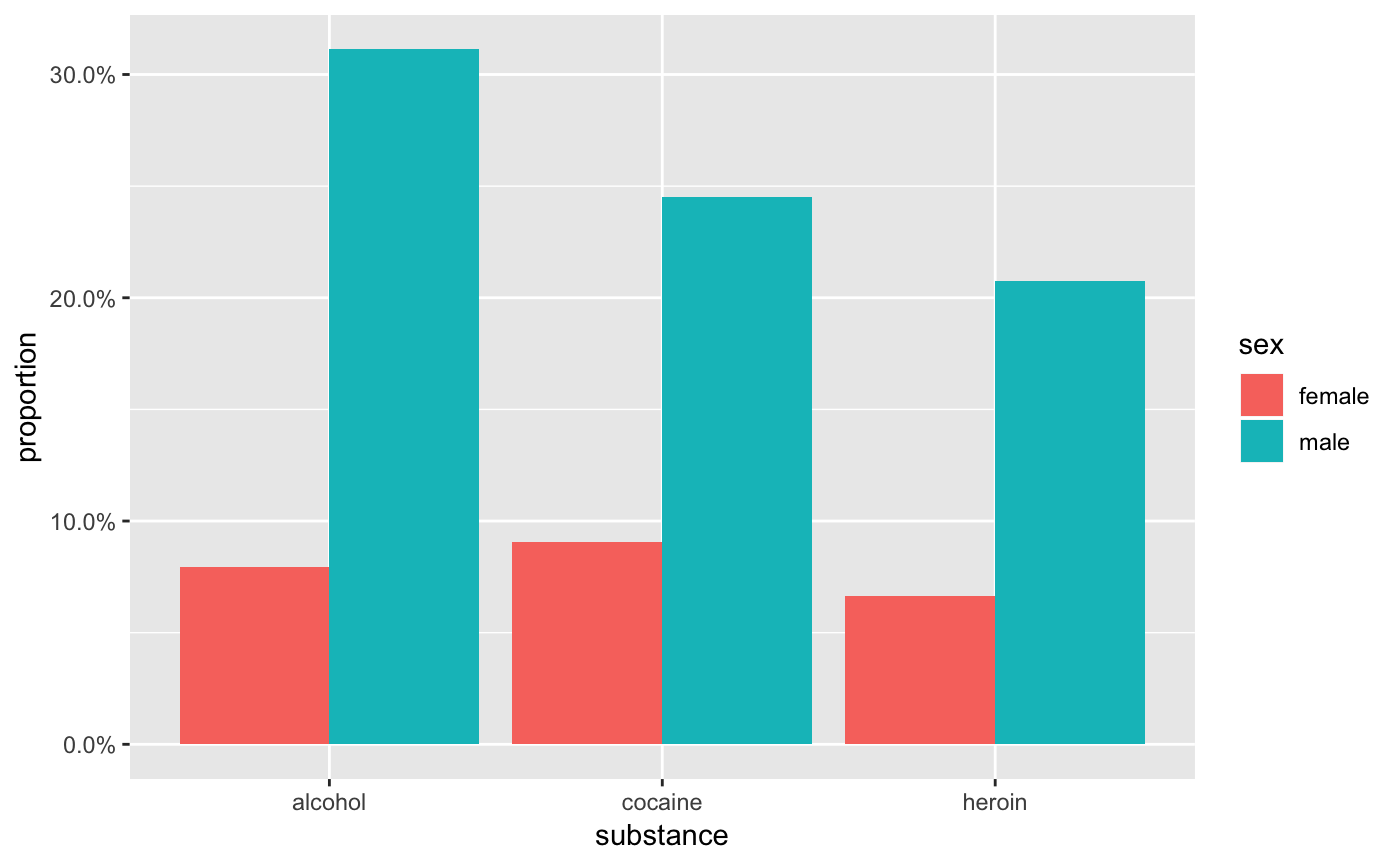 30.0%
20.0%
10.0%
0.0%
proportion
alcohol
cocaine
heroin
substance
sex
female
male